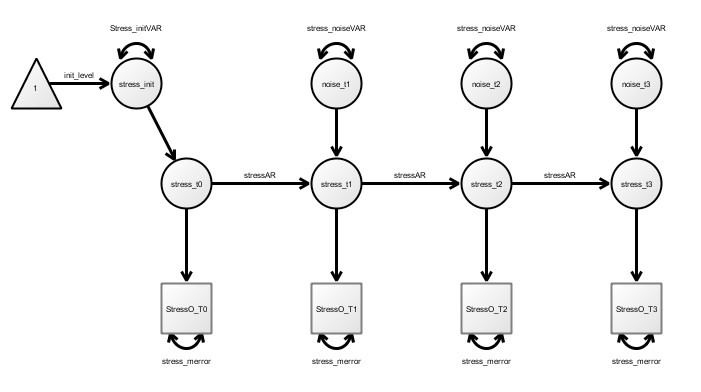 Stress_initVAR
stress_noiseVAR
stress_noiseVAR
stress_noiseVAR
1
init_level
stress_init
noise_t1
noise_t2
noise_t3
stress_t0
stressAR
stress_t1
stressAR
stress_t2
stressAR
stress_t3
StressO_T0
StressO_T1
StressO_T2
StressO_T3
stress_merror
stress_merror
stress_merror
stress_merror